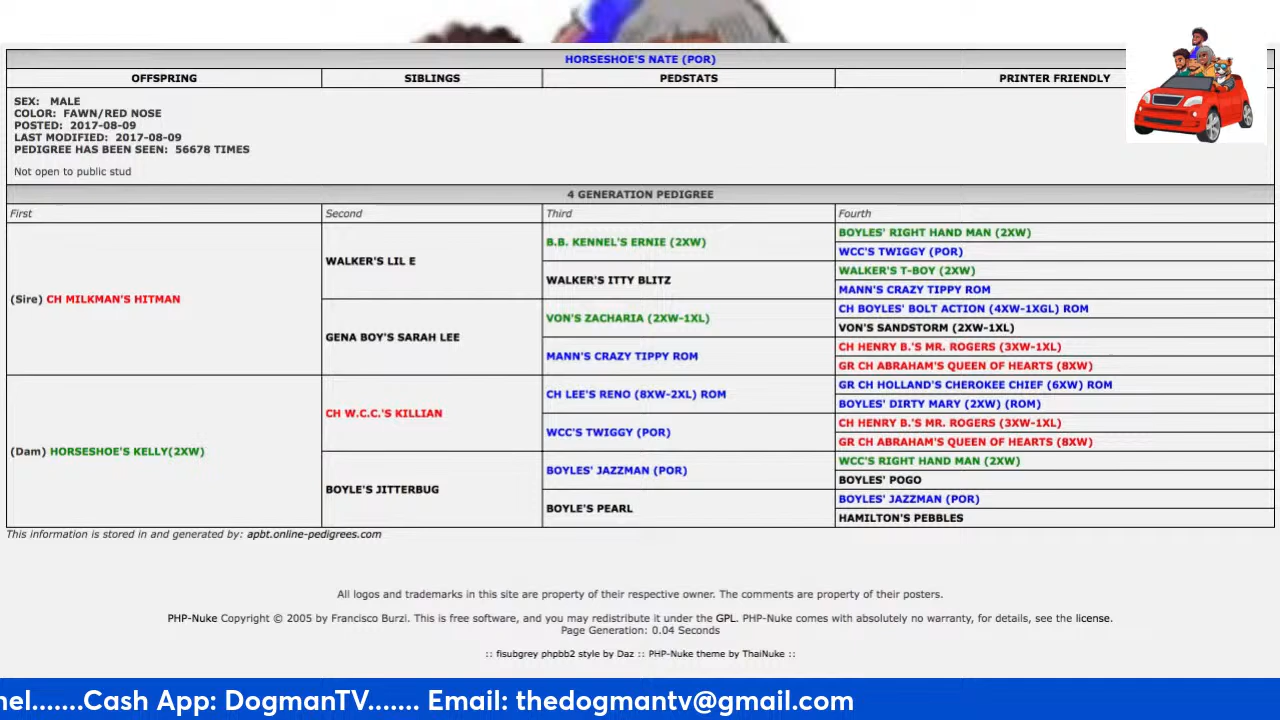 HORSESHOE'S NATE (POR)
OFFSPRING SIBLINGS PEDSTATS PRINTER FRIENDLY
SEX: MALE
COLOR: FAWN/RED NOSE
POSTED: 2017-08-09
LAST MODIFIED: 2017-08-09
PEDIGREE HAS BEEN SEEN: 56678 TIMES
Not open to public stud
4 GENERATION PEDIGREE
First Second Third Fourth
(Sire) CH MILKMAN'S HITMAN
WALKER'S LIL E
B.B. KENNEL'S ERNIE (2XW)
BOYLES' RIGHT HAND MAN (2XW)
WCC'S TWIGGY (POR)
WALKER'S ITTY BLITZ
WALKER'S T-BOY (2XW)
MANN'S CRAZY TIPPY ROM
GENA BOY'S SARAH LEE
VON'S ZACHARIA (2XW-1XL)
CH BOYLES' BOLT ACTION (4XW-1XGL) ROM
VON'S SANDSTORM (2XW-1XL)
MANN'S CRAZY TIPPY ROM
CH HENRY B.'S MR. ROGERS (3XW-1XL)
GR CH ABRAHAM'S QUEEN OF HEARTS (8XW)
(Dam) HORSESHOE'S KELLY(2XW)
CH W.C.C.'S KILLIAN
CH LEE'S RENO (8XW-2XL) ROM
GR CH HOLLAND'S CHEROKEE CHIEF (6XW) ROM
BOYLES' DIRTY MARY (2XW) (ROM)
WCC'S TWIGGY (POR)
CH HENRY B.'S MR. ROGERS (3XW-1XL)
GR CH ABRAHAM'S QUEEN OF HEARTS (8XW)
BOYLE'S JITTERBUG
BOYLES' JAZZMAN (POR)
WCC'S RIGHT HAND MAN (2XW)
BOYLES' POGO
BOYLE'S PEARL
BOYLES' JAZZMAN (POR)
HAMILTON'S PEBBLES
This information is stored in and generated by: apbt.online-pedigrees.com
All logos and trademarks in this site are property of their respective owner. The comments are property of their posters.
PHP-Nuke Copyright © 2005 by Francisco Burzi. This is free software, and you may redistribute it under the GPL. PHP-Nuke comes with absolutely no warranty, for details, see the license.
Page Generation: 0.04 Seconds
:: fisubgrey phpbb2 style by Daz :: PHP-Nuke theme by ThaiNuke ::
nel.......Cash App: DogmanTV....... Email: thedogmantv@gmail.com